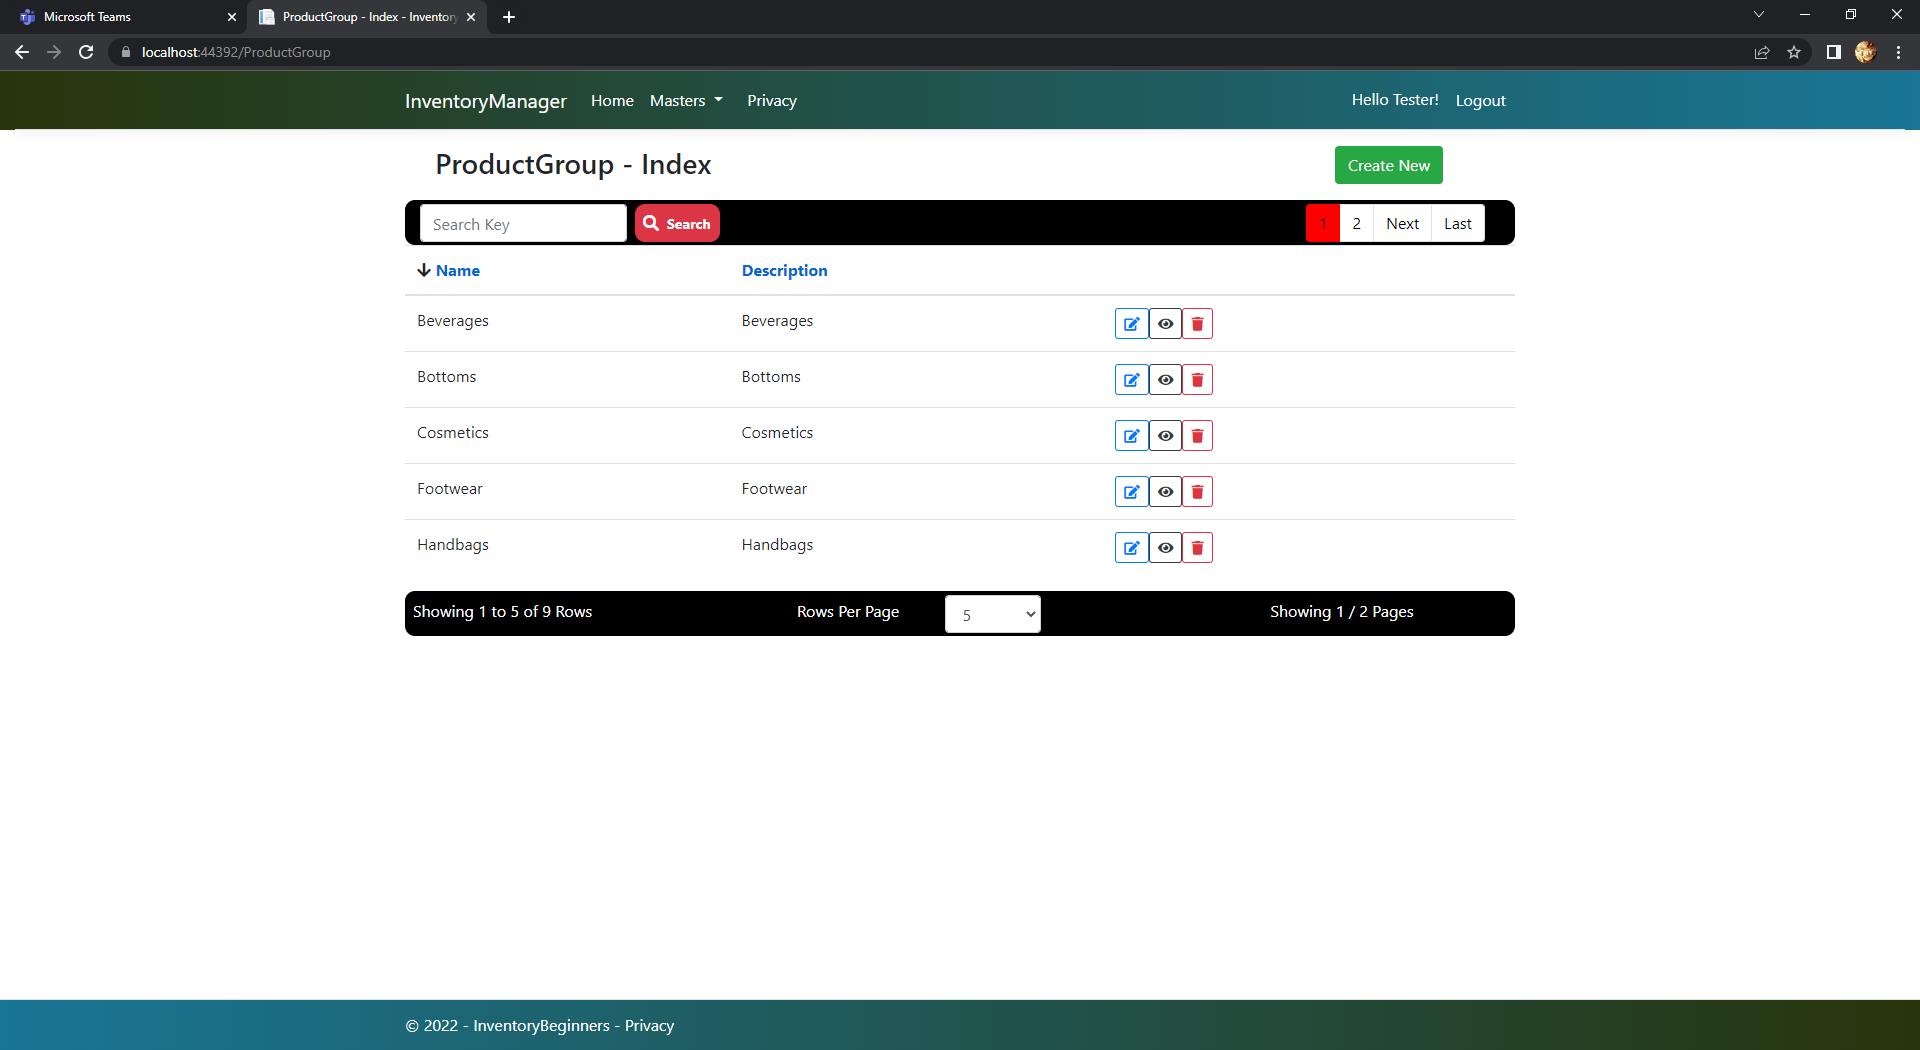 Microsoft Teams
ProductGroup - Index - Inventory
localhost:44392/ProductGroup
InventoryManager Home Masters Privacy Hello Tester! Logout
ProductGroup - Index Create New
Search Key Search 1 2 Next Last
Name Description
Beverages Beverages
Bottoms Bottoms
Cosmetics Cosmetics
Footwear Footwear
Handbags Handbags
Showing 1 to 5 of 9 Rows Rows Per Page 5 Showing 1 / 2 Pages
© 2022 - InventoryBeginners - Privacy